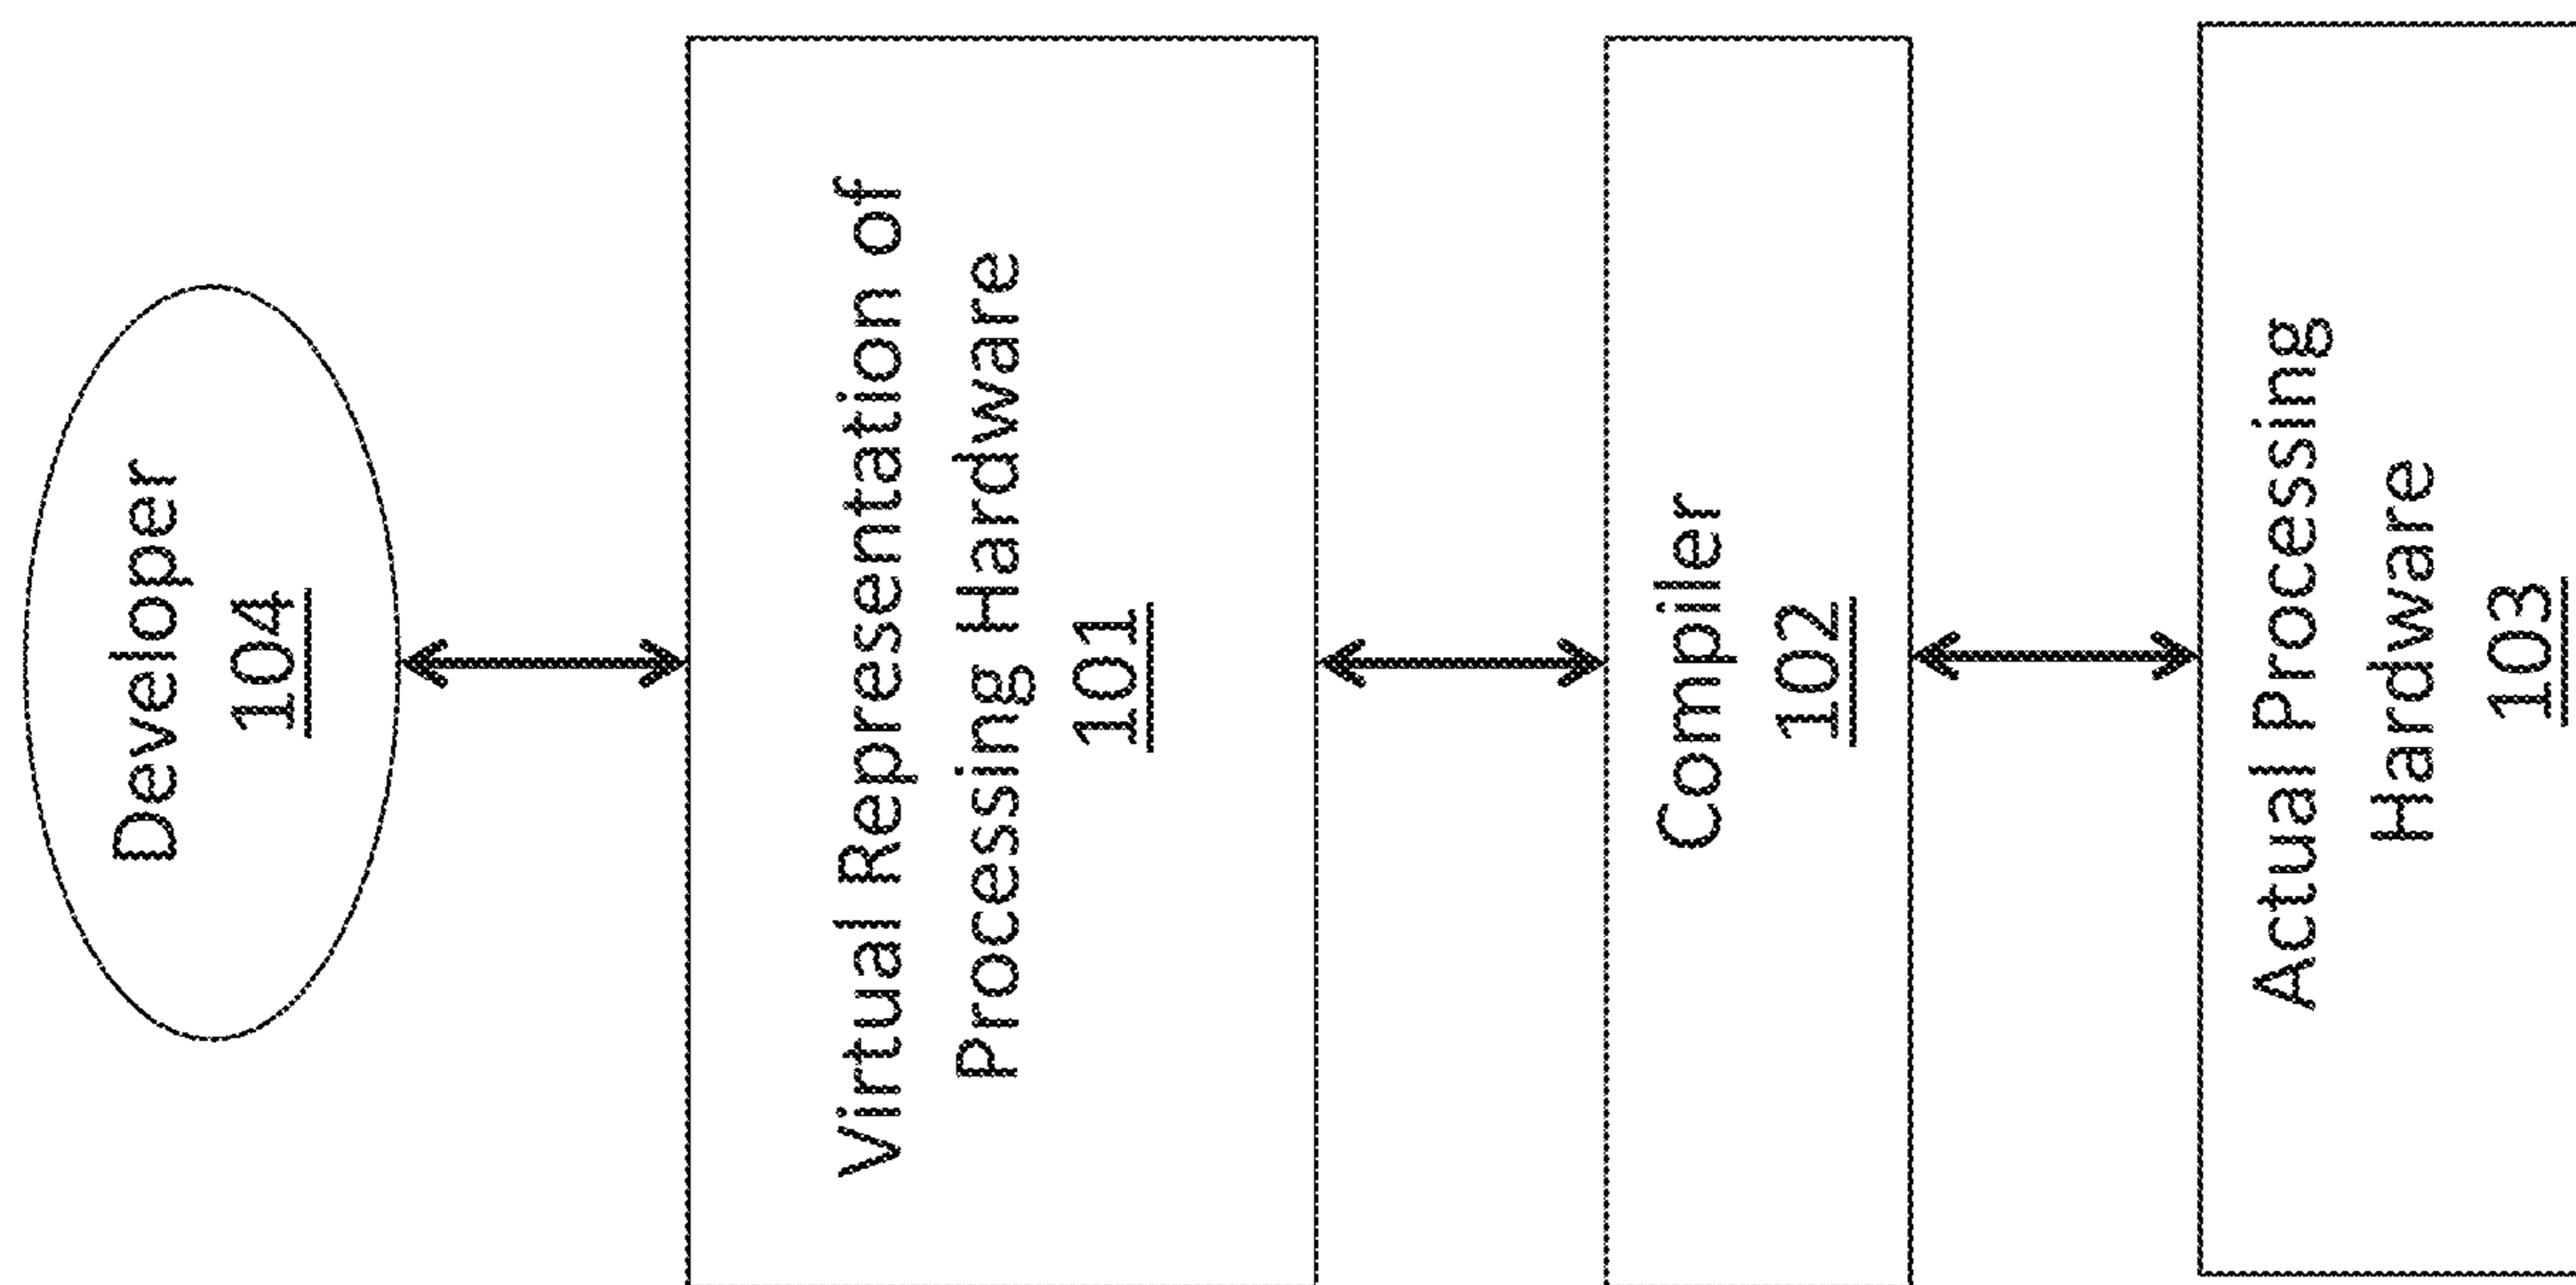 Developer
104
Virtual Representation of
Processing Hardware
101
Compiler
102
Actual Processing
Hardware
103